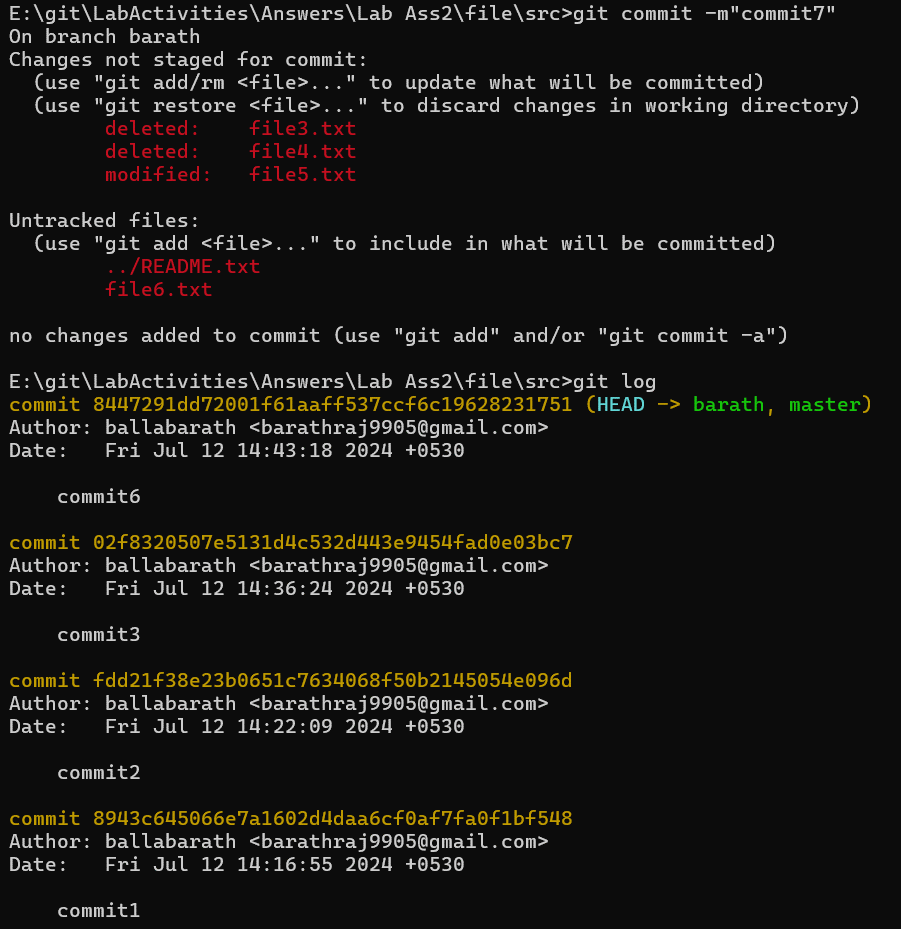 E:\git\LabActivities\Answers\Lab Ass2\file\src>git commit -m"commit7"
On branch barath
Changes not staged for commit:
  (use "git add/rm <file>..." to update what will be committed)
  (use "git restore <file>..." to discard changes in working directory)
        deleted:    file3.txt
        deleted:    file4.txt
        modified:   file5.txt

Untracked files:
  (use "git add <file>..." to include in what will be committed)
        ../README.txt
        file6.txt

no changes added to commit (use "git add" and/or "git commit -a")

E:\git\LabActivities\Answers\Lab Ass2\file\src>git log
commit 8447291dd72001f61aaff537ccf6c19628231751 (HEAD -> barath, master)
Author: ballabarath <barathraj9905@gmail.com>
Date:   Fri Jul 12 14:43:18 2024 +0530

    commit6

commit 02f8320507e5131d4c532d443e9454fad0e03bc7
Author: ballabarath <barathraj9905@gmail.com>
Date:   Fri Jul 12 14:36:24 2024 +0530

    commit3

commit fdd21f38e23b0651c7634068f50b2145054e096d
Author: ballabarath <barathraj9905@gmail.com>
Date:   Fri Jul 12 14:22:09 2024 +0530

    commit2

commit 8943c645066e7a1602d4daa6cf0af7fa0f1bf548
Author: ballabarath <barathraj9905@gmail.com>
Date:   Fri Jul 12 14:16:55 2024 +0530

    commit1